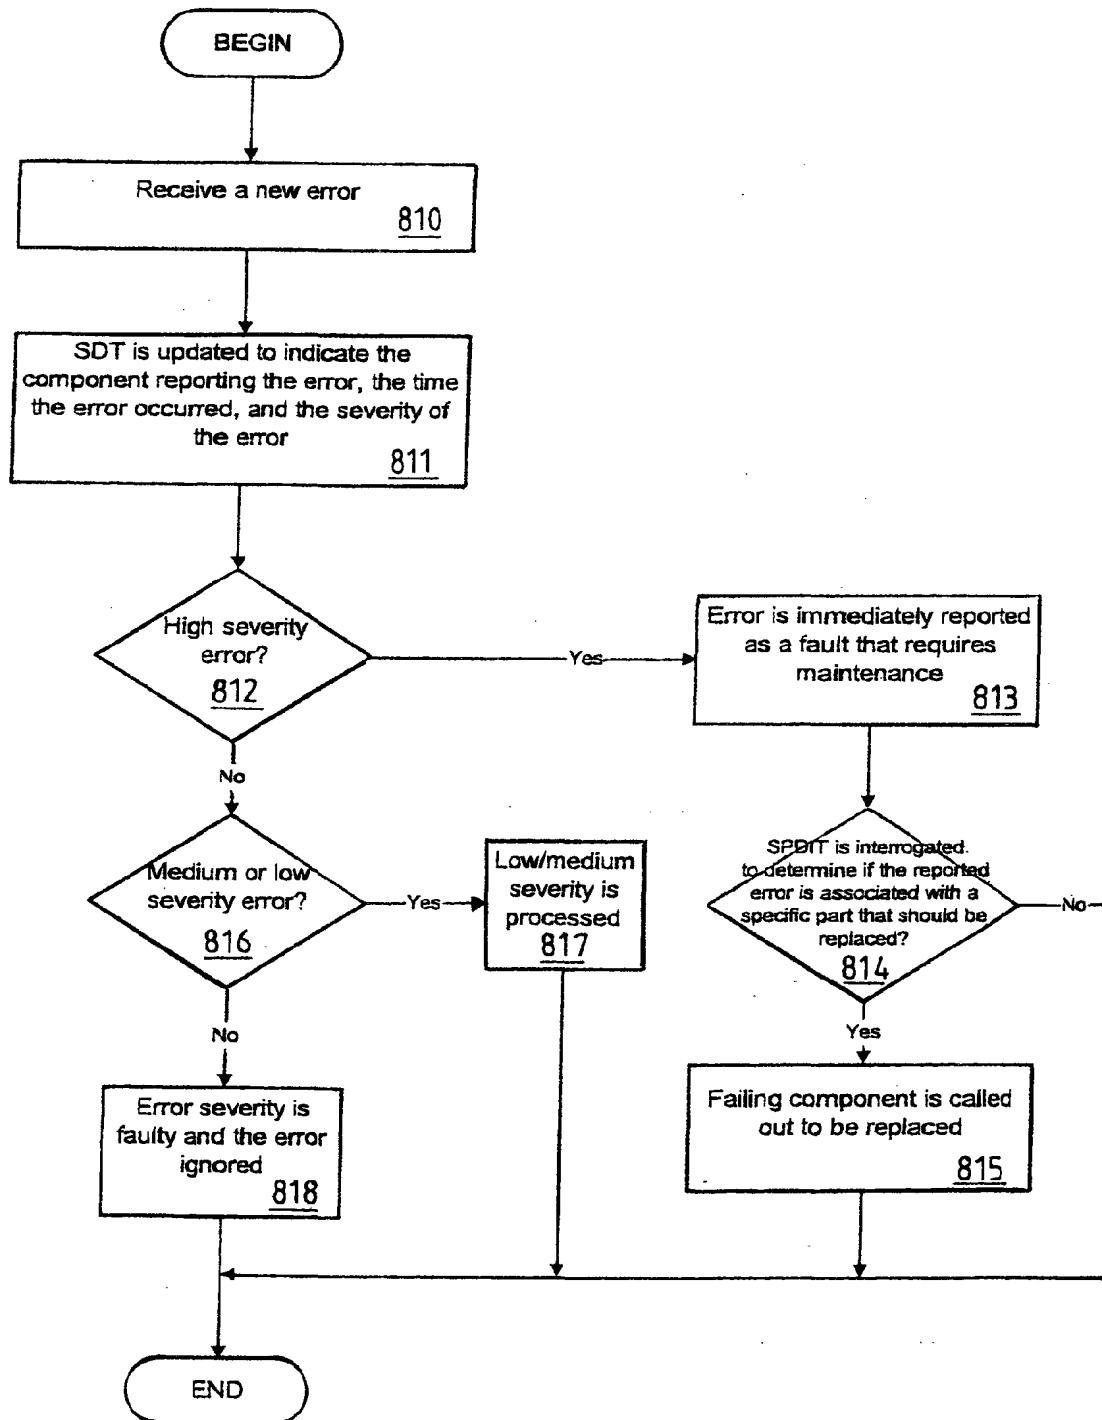 BEGIN
Receive a new error
810
SDT is updated to indicate the
component reporting the error, the time
the error occurred, and the severity of
the error
811
High severity
error?
812
Yes
Error is immediately reported
as a fault that requires
maintenance
813
No
SPDIT is interrogated
to determine if the reported
error is associated with a
specific part that should be
replaced?
814
No
Medium or low
severity error?
816
Yes
Low/medium
severity is
processed
817
Yes
Failing component is called
out to be replaced
815
No
Error severity is
faulty and the error
ignored
818
END